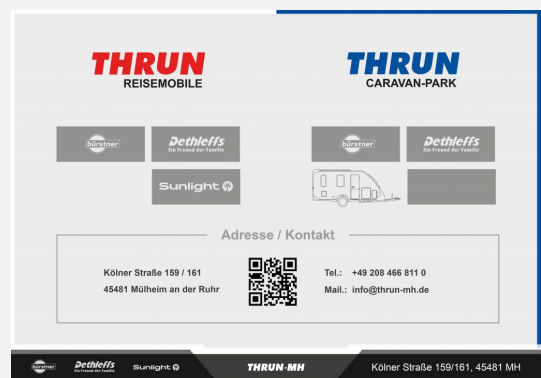 THRUN
REISEMOBILE
THRUN
CARAVAN-PARK
bürstner
Dethleffs
Ein Freund der Familie
bürstner
Dethleffs
Ein Freund der Familie
Sunlight
Adresse / Kontakt
Kölner Straße 159 / 161
45481 Mülheim an der Ruhr
Tel.: +49 208 466 811 0
Mail.: info@thrun-mh.de
bürstner
Dethleffs
Ein Freund der Familie
Sunlight
THRUN-MH
Kölner Straße 159/161, 45481 MH